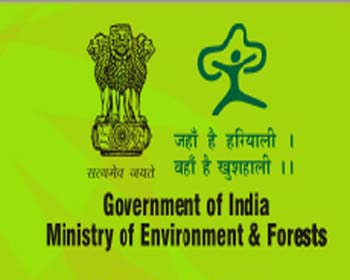 जहाँ है हरियाली ।
वहाँ है खुशहाली ।।
सत्यमेव जयते
Government of India
Ministry of Environment & Forests